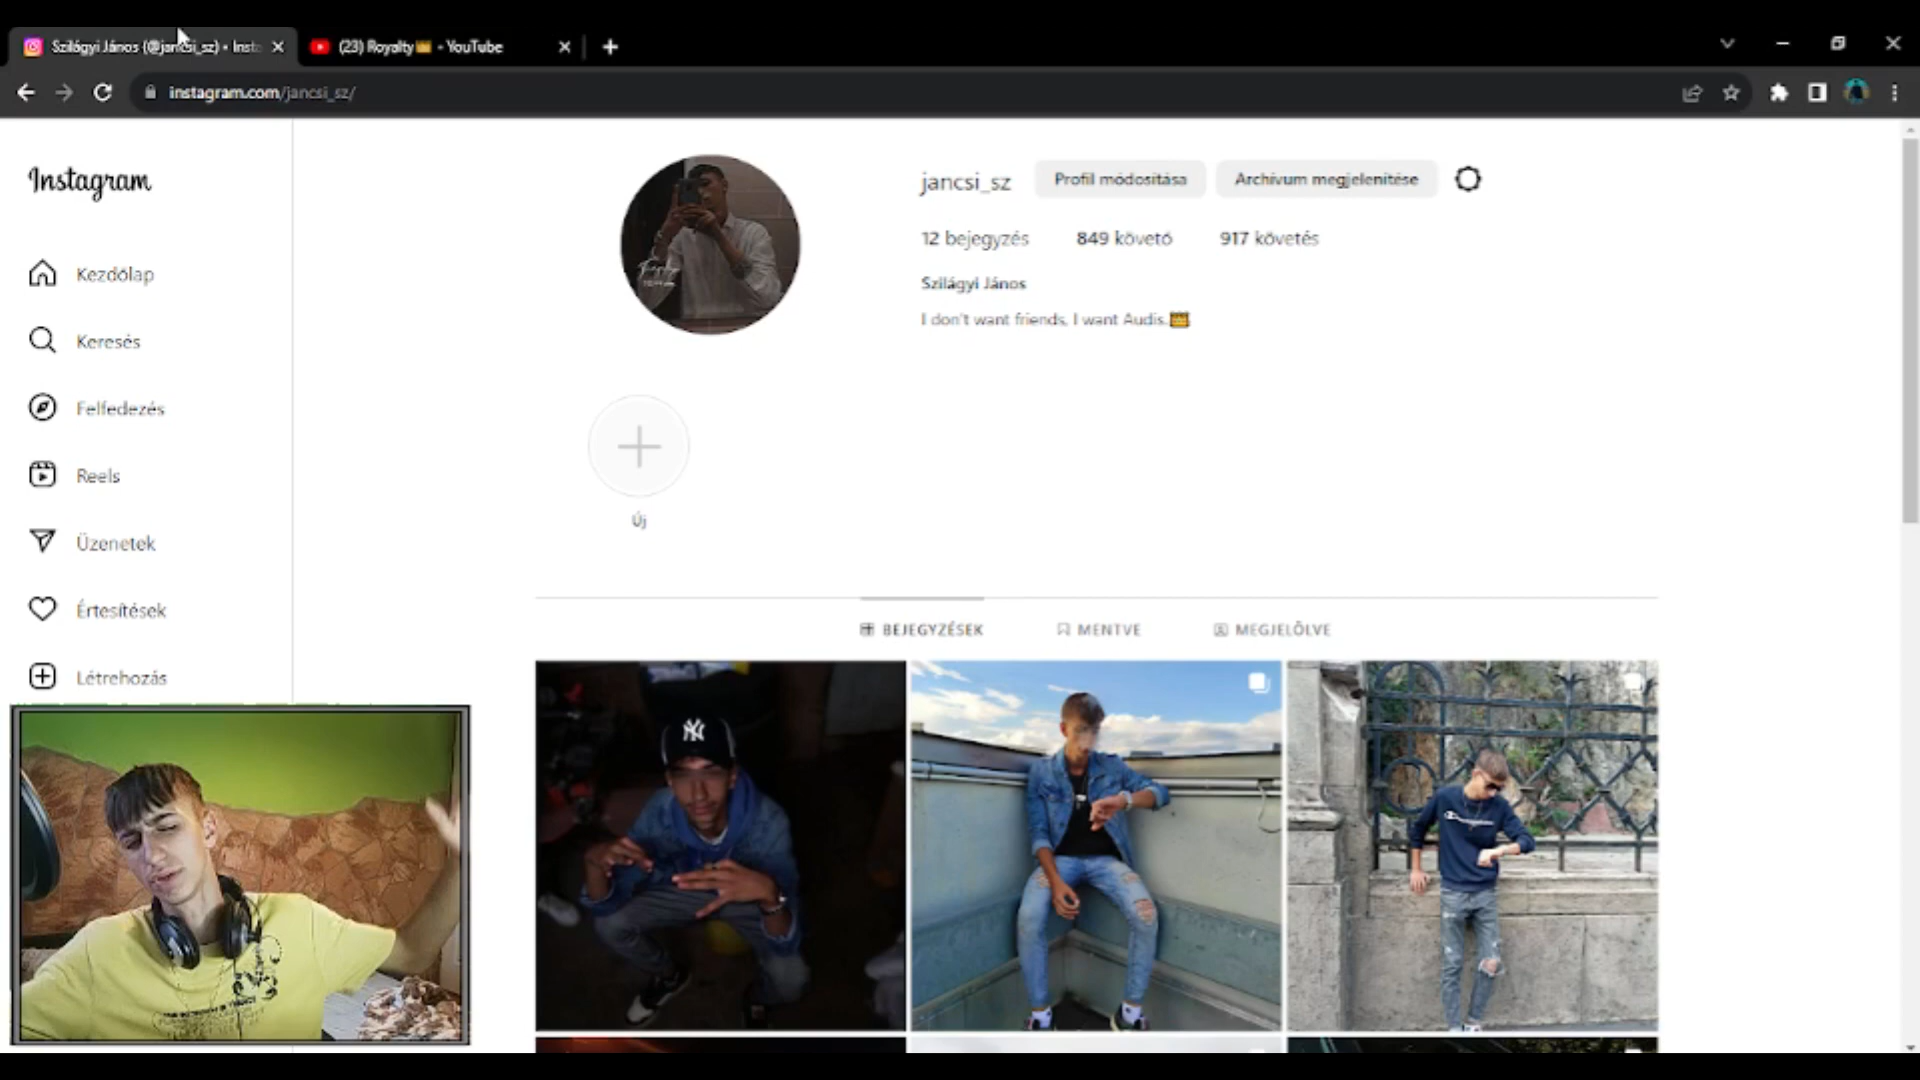 Szilágyi János (@jancsi_sz) • Insta
(23) Royalty👑 - YouTube
instagram.com/jancsi_sz/
Instagram
Kezdőlap
Keresés
Felfedezés
Reels
Üzenetek
Értesítések
Létrehozás
jancsi_sz
Profil módosítása
Archívum megjelenítése
12 bejegyzés
849 követő
917 követés
Szilágyi János
I don't want friends, I want Audis.👑
Új
BEJEGYZÉSEK
MENTVE
MEGJELÖLVE
NY
Champion